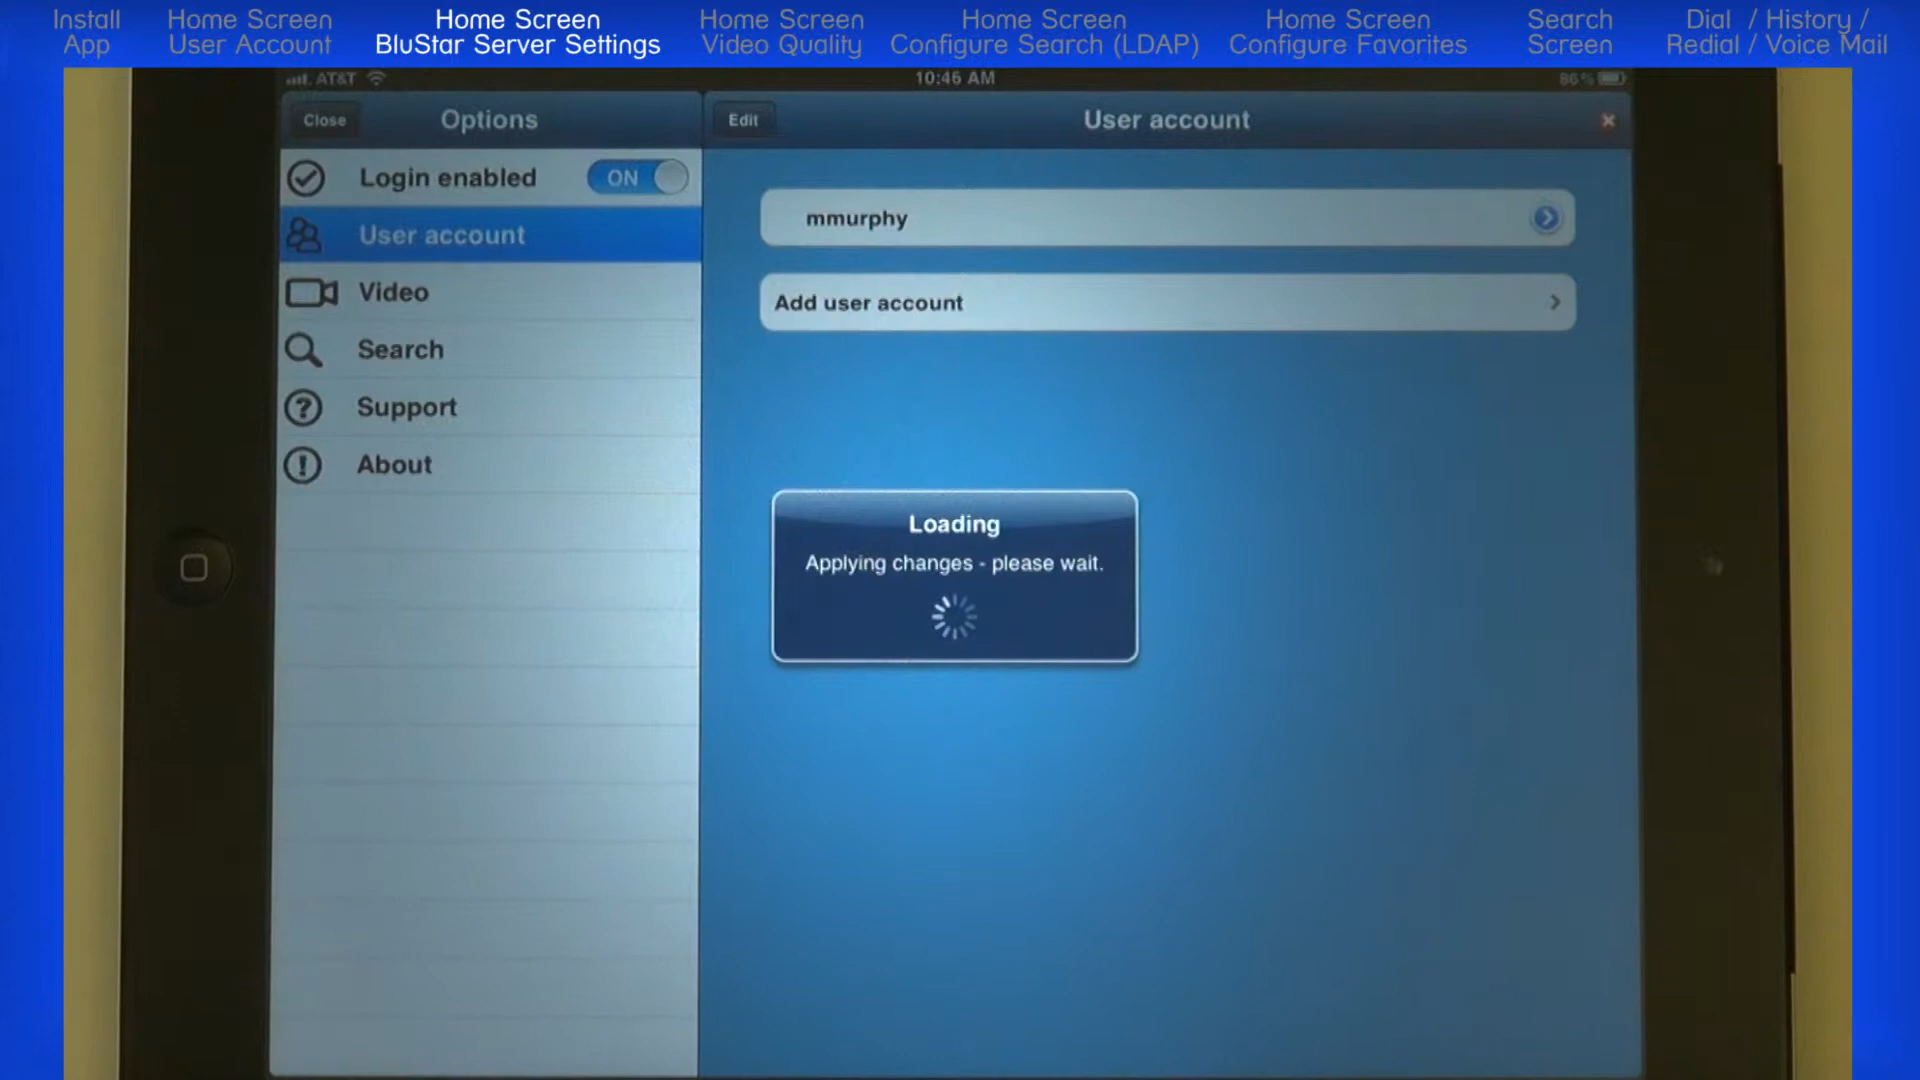 Install
App
Home Screen
User Account
Home Screen
BluStar Server Settings
Home Screen
Video Quality
Home Screen
Configure Search (LDAP)
Home Screen
Configure Favorites
Search
Screen
Dial / History /
Redial / Voice Mail
AT&T
10:46 AM
86%
Close
Options
Edit
User account
Login enabled
ON
User account
Video
Search
Support
About
mmurphy
Add user account
Loading
Applying changes - please wait.